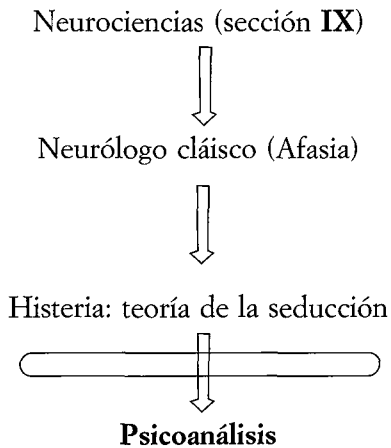 Neurociencias (sección IX)
Neurólogo cláisco (Afasia)
Histeria: teoría de la seducción
Psicoanálisis